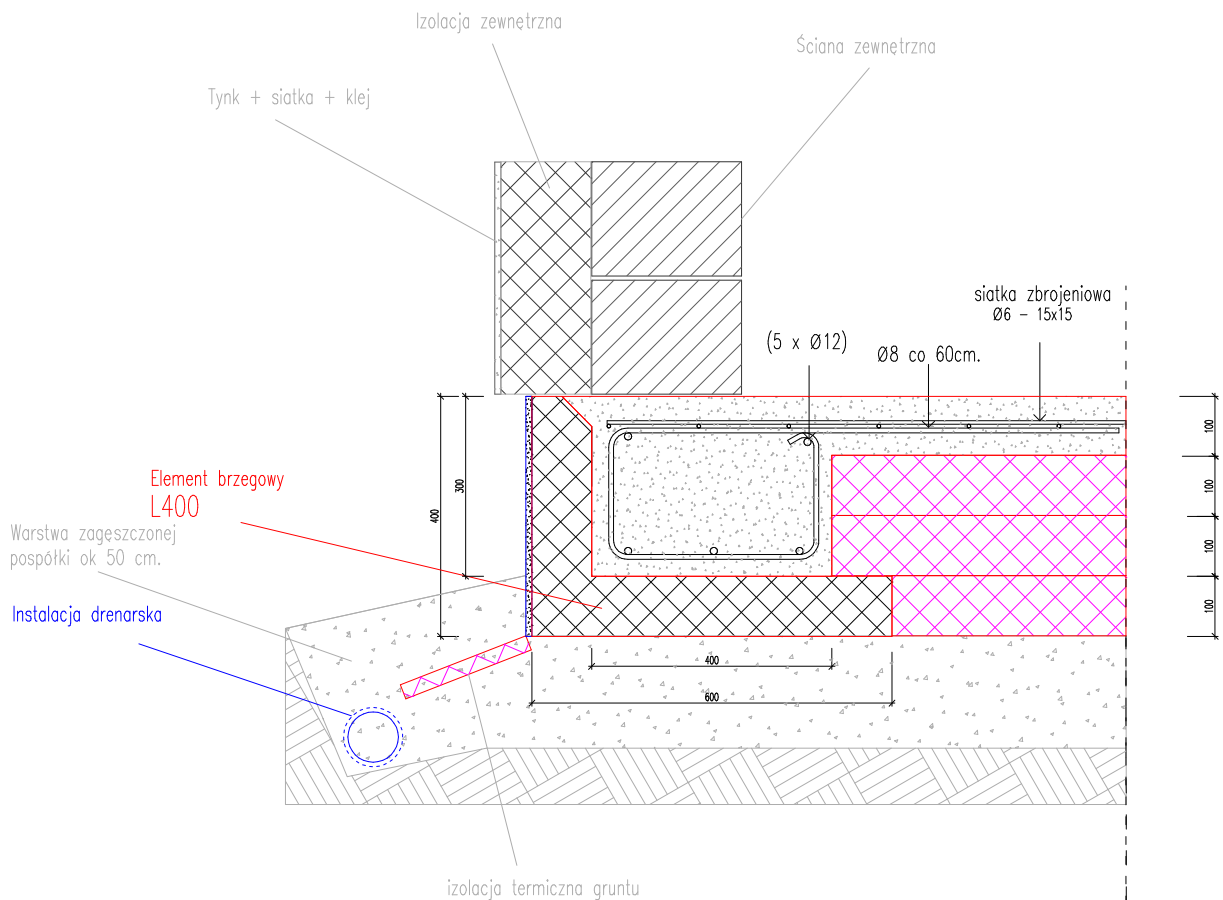 Izolacja zewnętrzna
Ściana zewnętrzna
Tynk + siatka + klej
siatka zbrojeniowa
Ø6 – 15x15
(5 x Ø12)
Ø8 co 60cm.
Element brzegowy
L400
Warstwa zagęszczonej
pospółki ok 50 cm.
Instalacja drenarska
400
300
100
100
100
100
400
600
izolacja termiczna gruntu